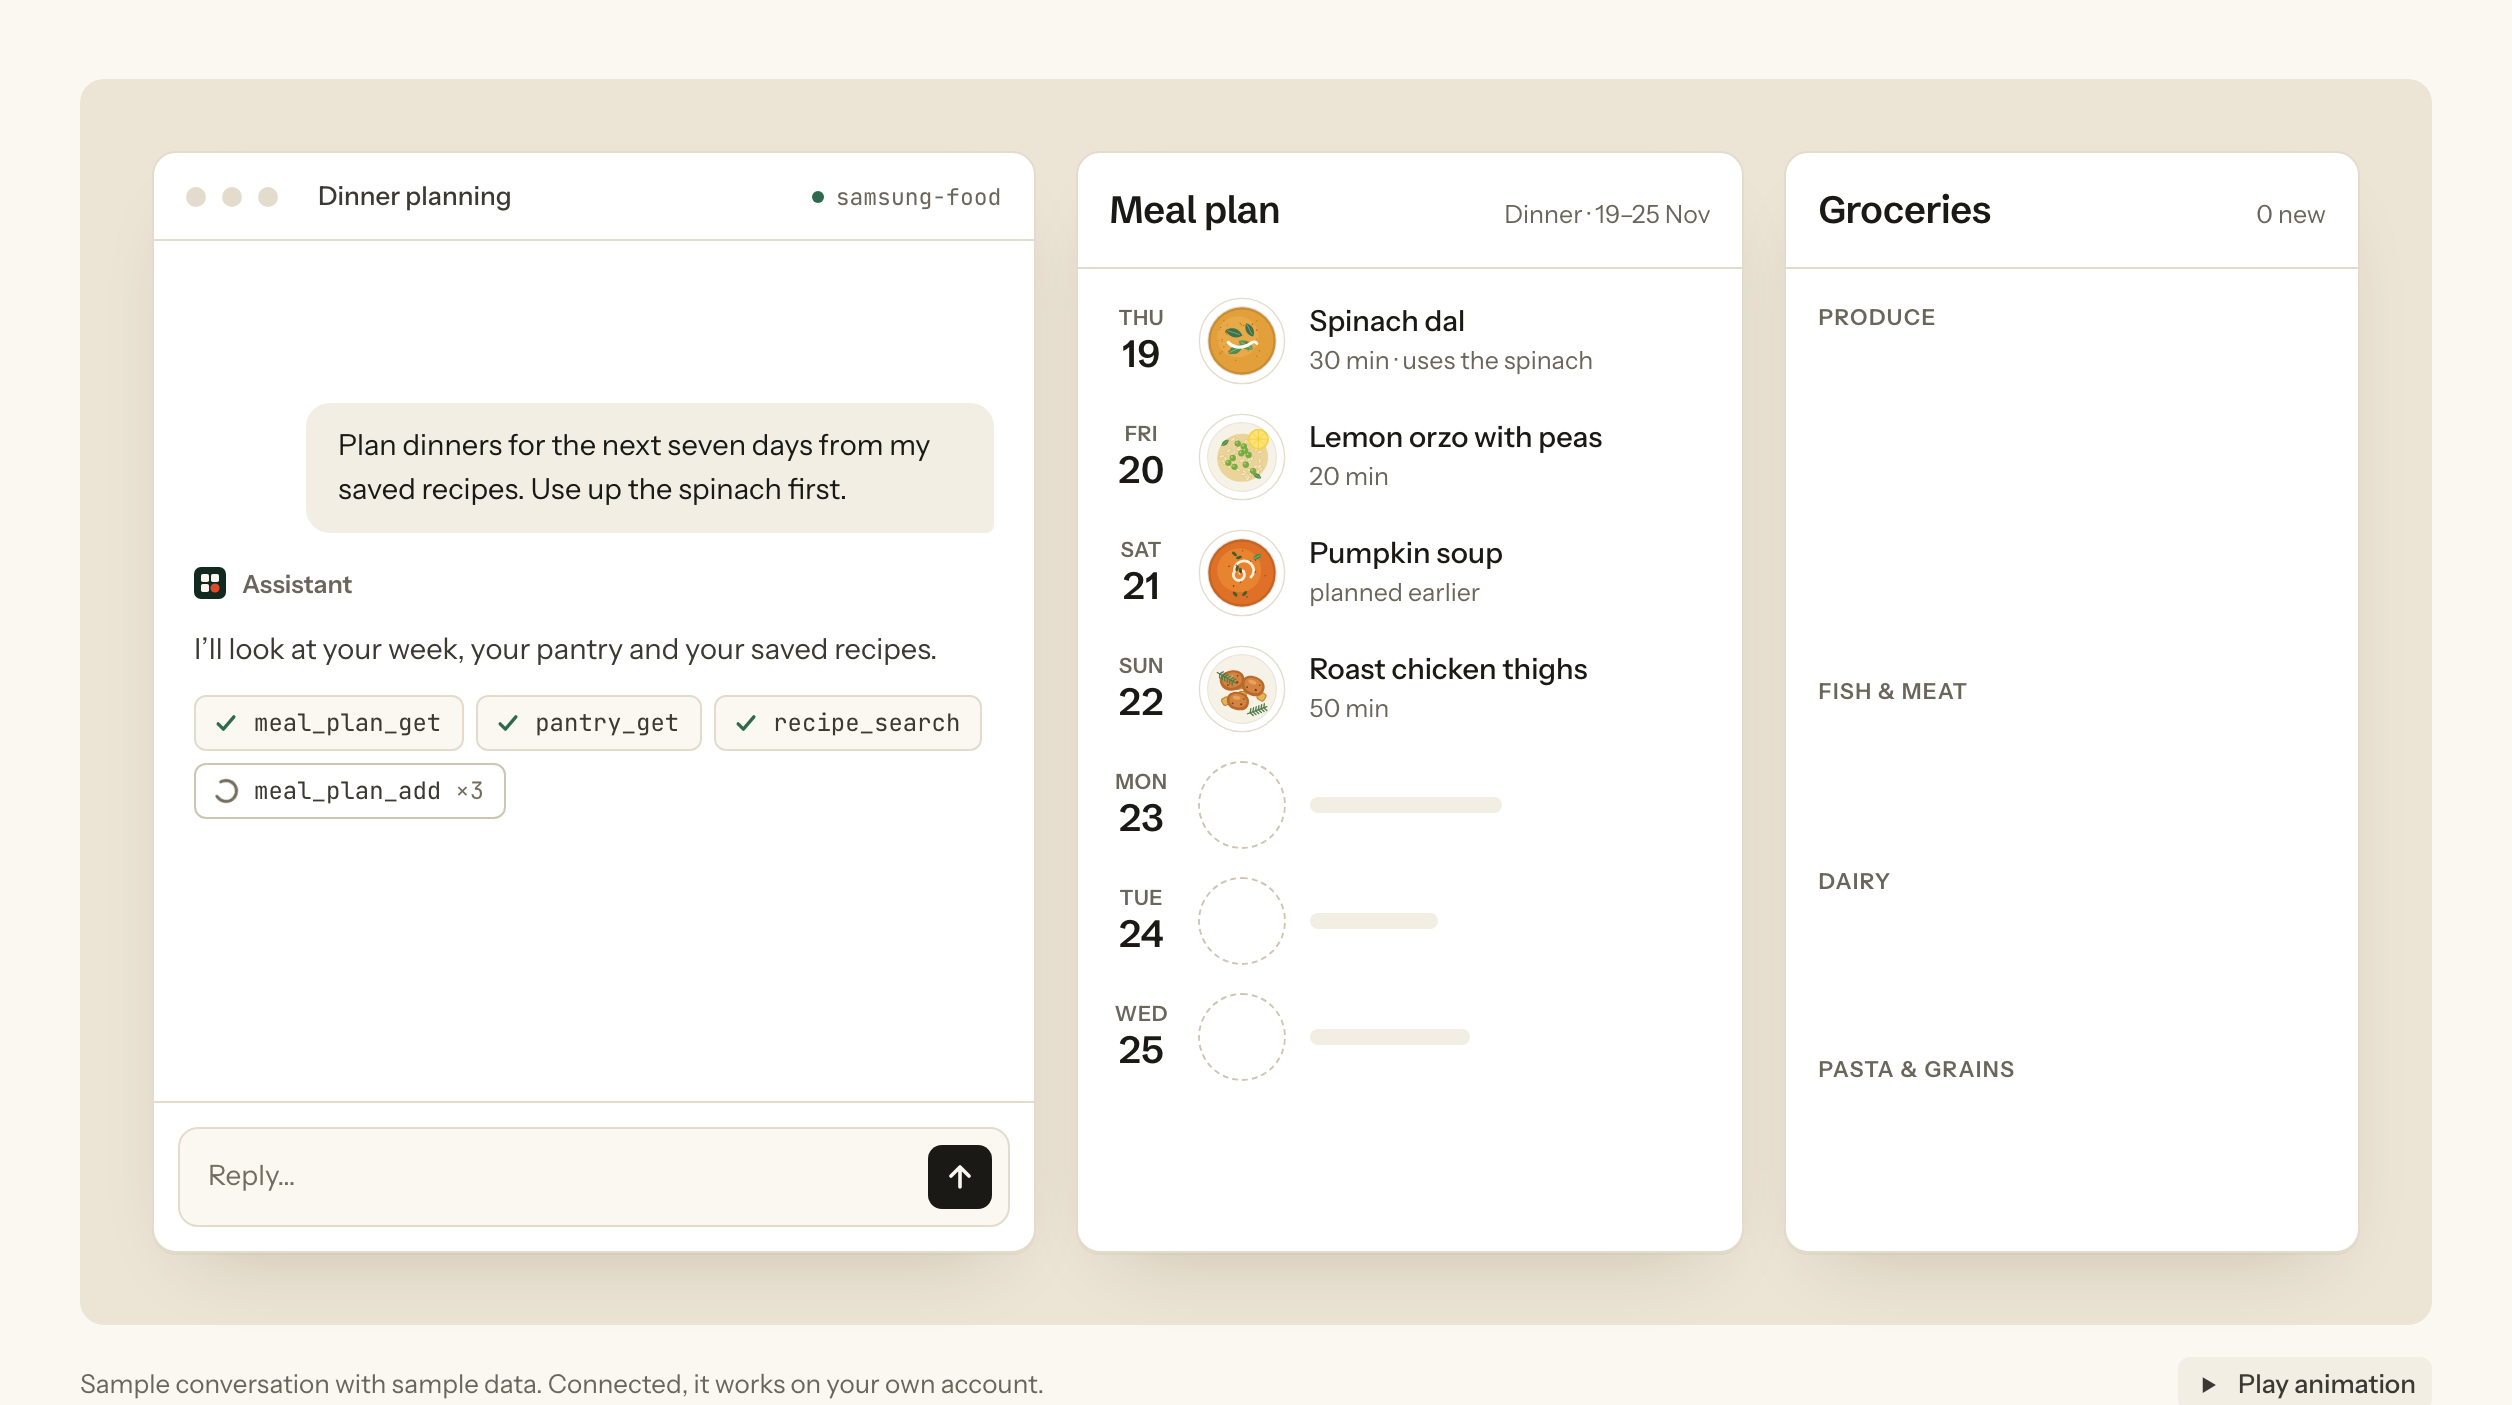 Dinner planning
samsung-food
Plan dinners for the next seven days from my
saved recipes. Use up the spinach first.
Assistant
I’ll look at your week, your pantry and your saved recipes.
meal_plan_get
pantry_get
recipe_search
meal_plan_add ×3
Reply...
Meal plan
Dinner · 19–25 Nov
THU
19
Spinach dal
30 min · uses the spinach
FRI
20
Lemon orzo with peas
20 min
SAT
21
Pumpkin soup
planned earlier
SUN
22
Roast chicken thighs
50 min
MON
23
TUE
24
WED
25
Groceries
0 new
PRODUCE
FISH & MEAT
DAIRY
PASTA & GRAINS
Sample conversation with sample data. Connected, it works on your own account.
Play animation